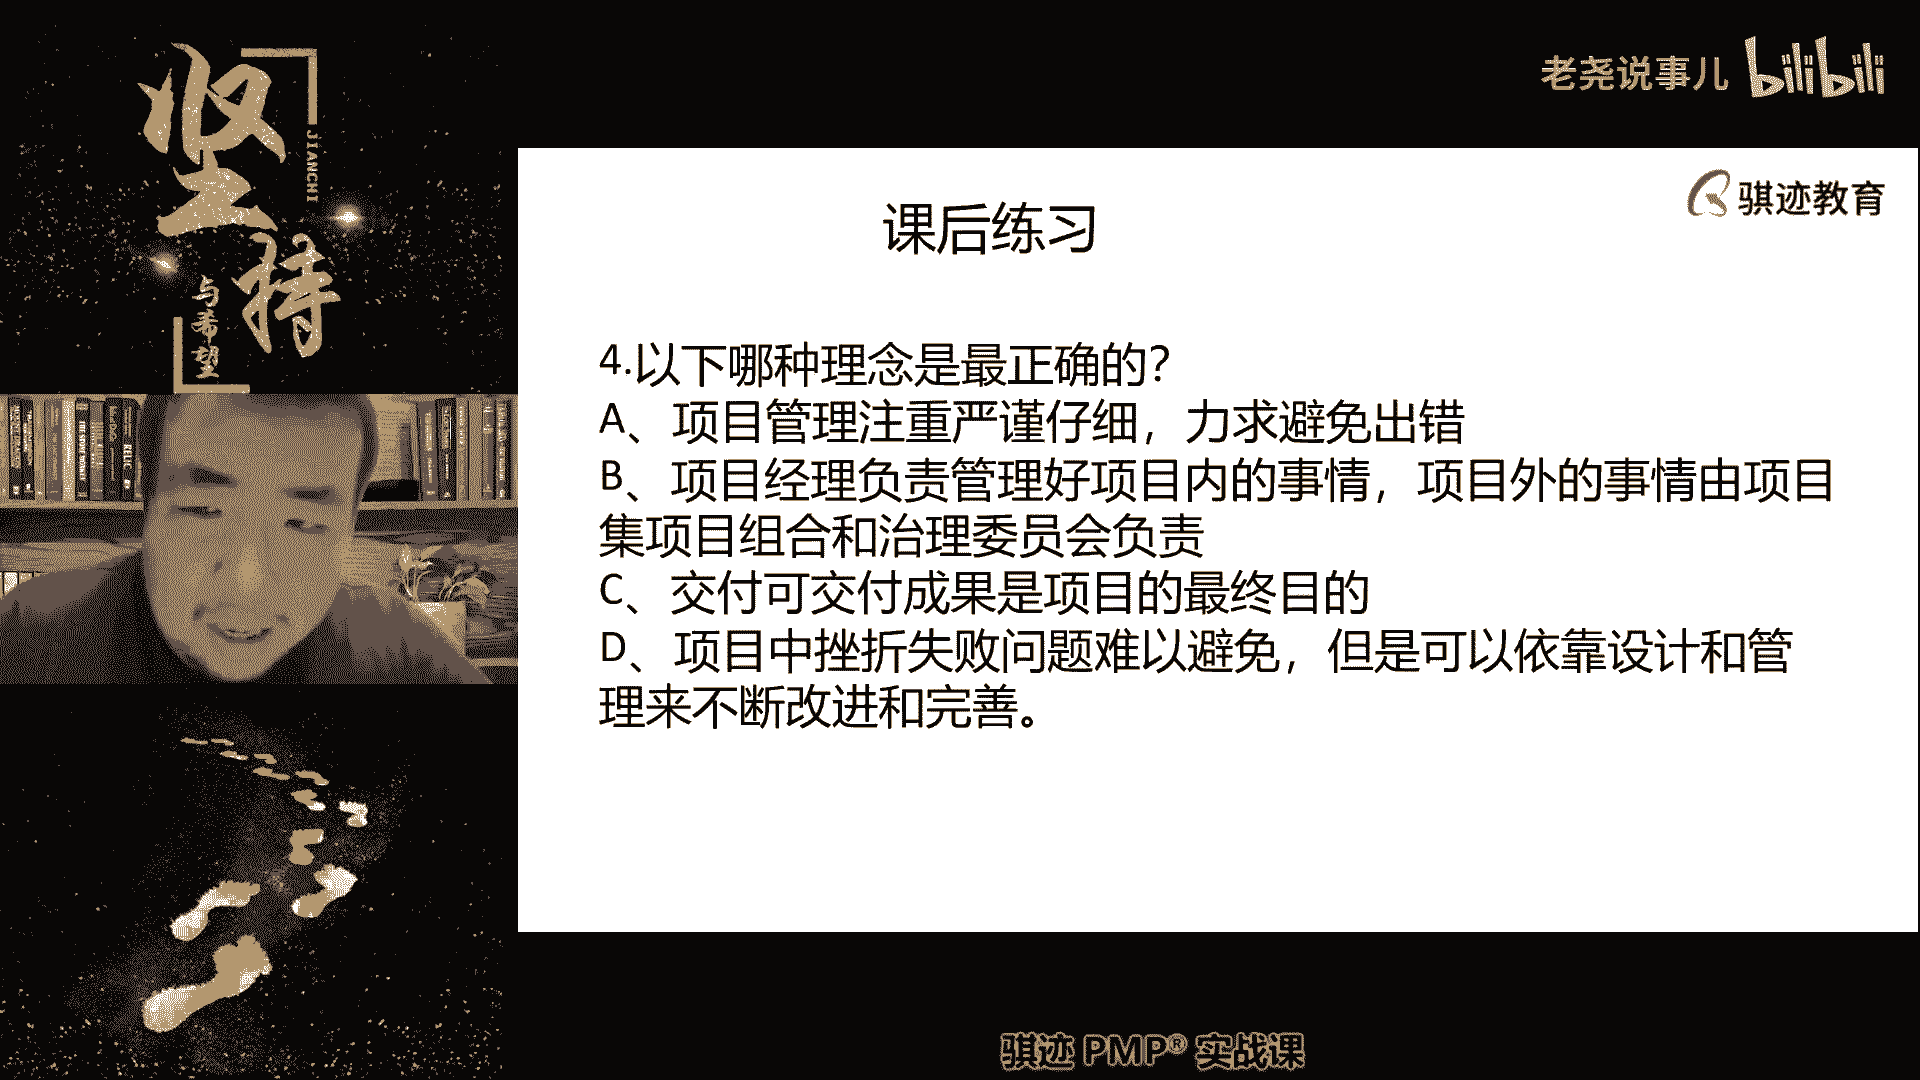 坚持
JIANCHI
与希望
老尧说事儿 bilibili
骐迹教育
课后练习
4.以下哪种理念是最正确的？
A、项目管理注重严谨仔细，力求避免出错
B、项目经理负责管理好项目内的事情，项目外的事情由项目
集项目组合和治理委员会负责
C、交付可交付成果是项目的最终目的
D、项目中挫折失败问题难以避免，但是可以依靠设计和管
理来不断改进和完善。
骐迹 PMP® 实战课